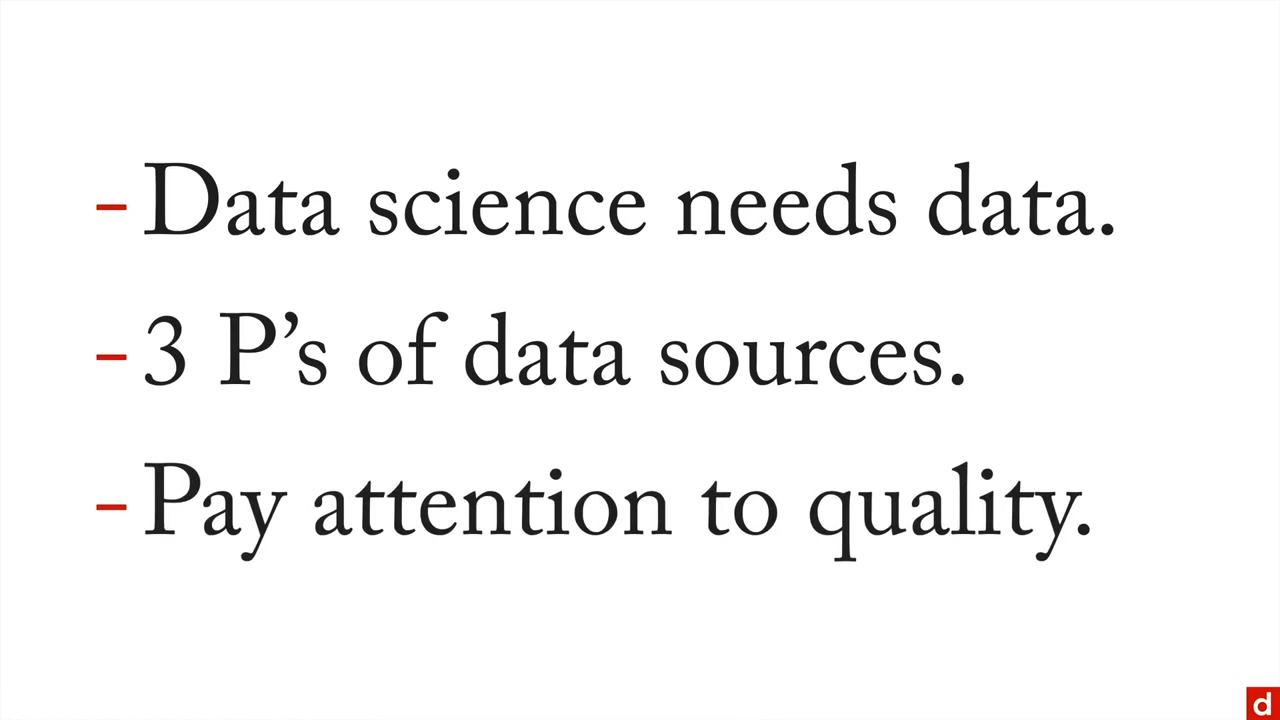 - Data science needs data.
- 3 P’s of data sources.
- Pay attention to quality.
d